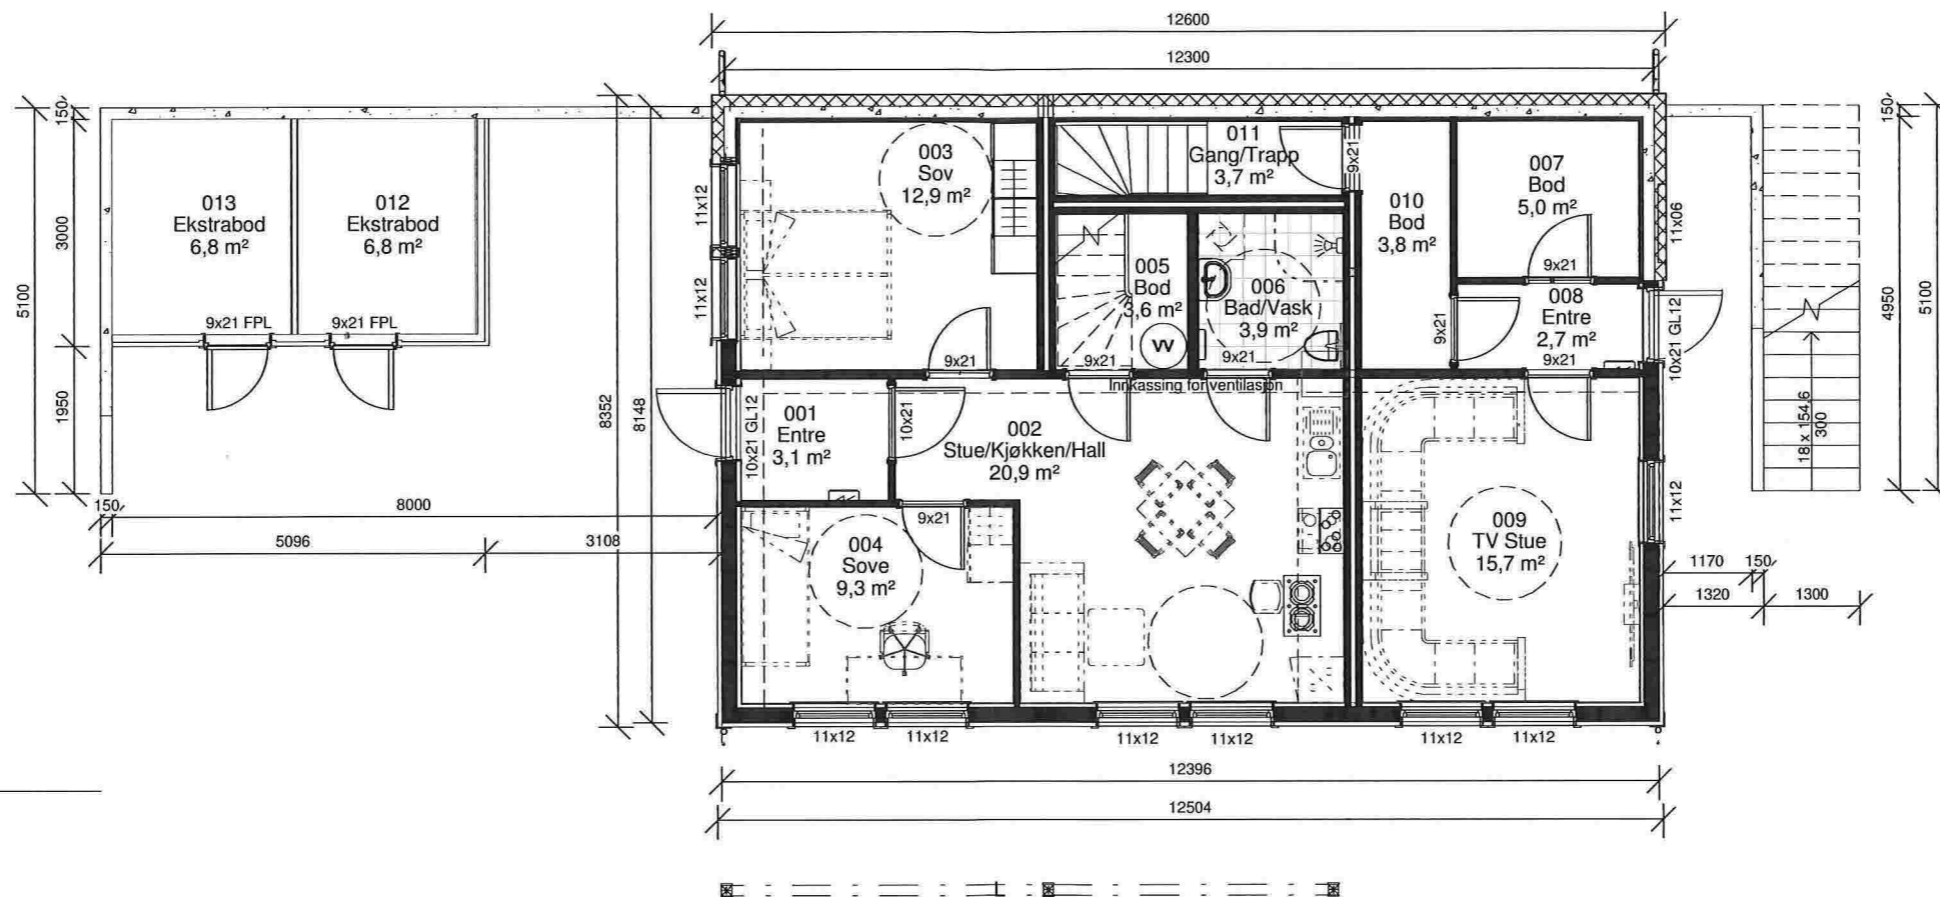 12600
12300
150
3000
1950
5100
013
Ekstrabod
6,8 m²
012
Ekstrabod
6,8 m²
9x21 FPL
9x21 FPL
150
8000
5096
3108
8352
8148
11x12
11x12
003
Sov
12,9 m²
9x21
011
Gang/Trapp
3,7 m²
9x21
005
Bod
3,6 m²
VV
9x21
006
Bad/Vask
3,9 m²
9x21
Innkassing for ventilasjon
010
Bod
3,8 m²
9x21
007
Bod
5,0 m²
9x21
008
Entre
2,7 m²
9x21
11x06
10x21 GL12
18 x 154,6
300
150
4950
5100
001
Entre
3,1 m²
10x21 GL12
10x21
002
Stue/Kjøkken/Hall
20,9 m²
9x21
004
Sove
9,3 m²
009
TV Stue
15,7 m²
11x12
1170
150
1320
1300
11x12
11x12
11x12
11x12
11x12
11x12
12396
12504